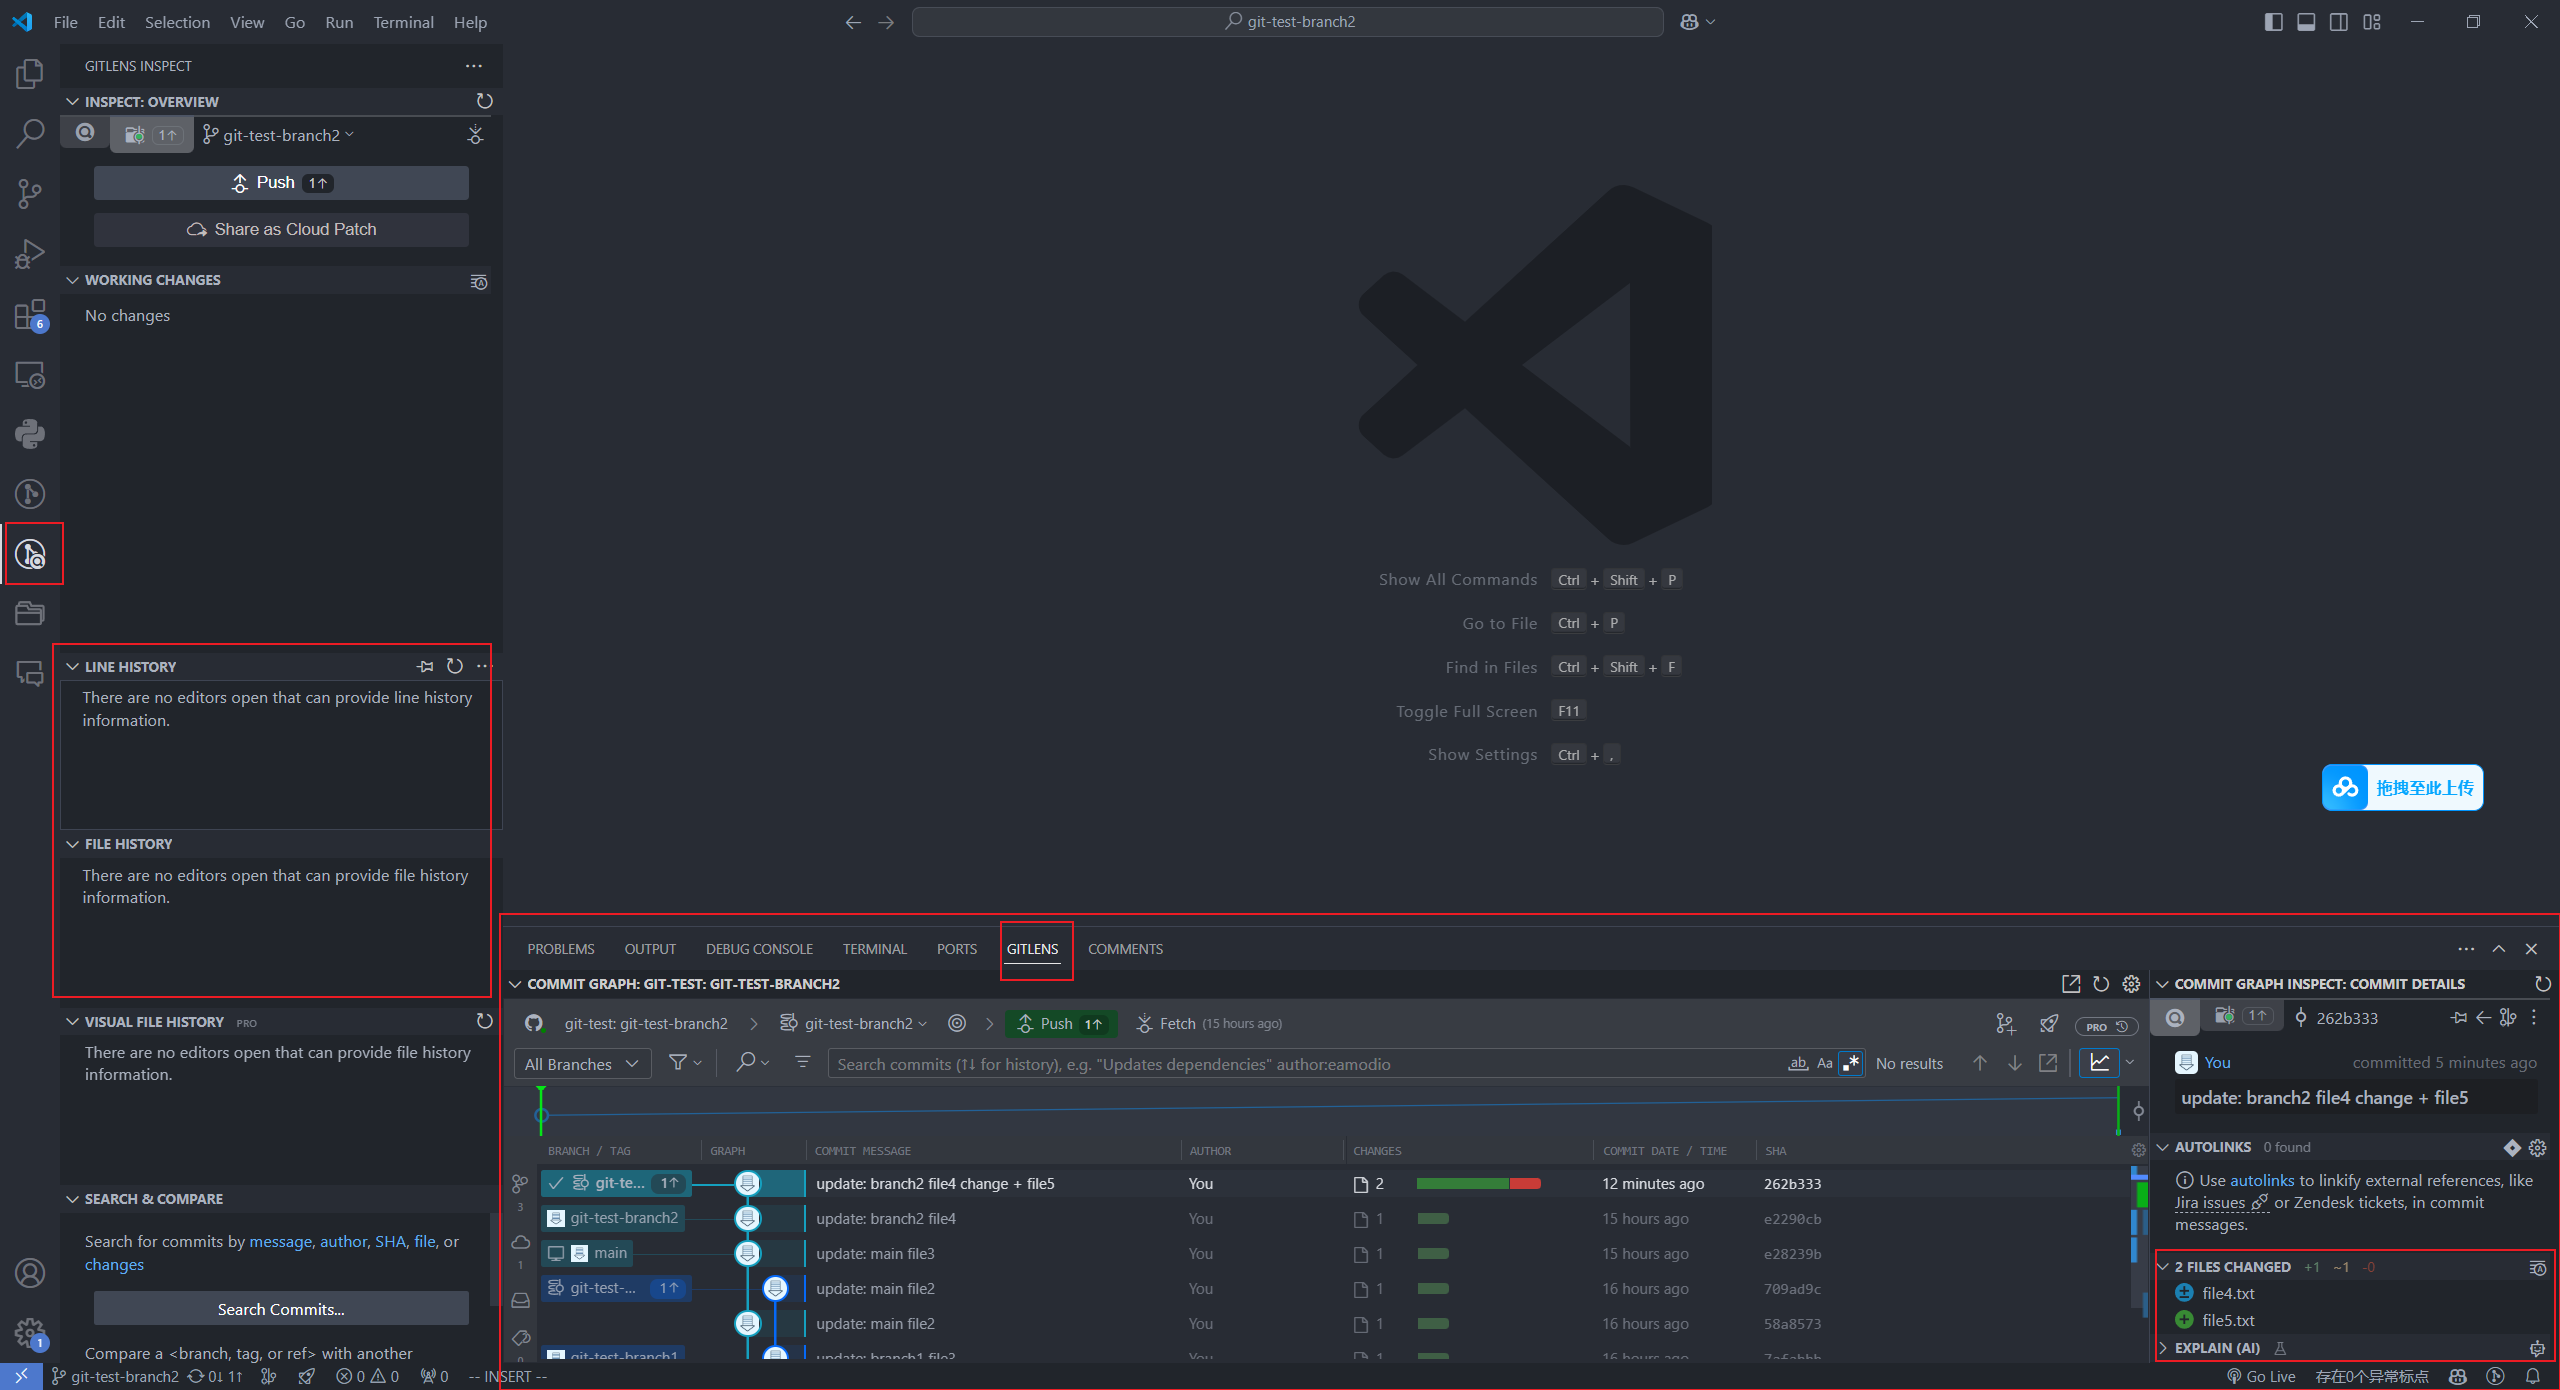 File Edit Selection View Go Run Terminal Help
git-test-branch2
GITLENS INSPECT
INSPECT: OVERVIEW
1↑ git-test-branch2
Push 1↑
Share as Cloud Patch
WORKING CHANGES
No changes
6
LINE HISTORY
There are no editors open that can provide line history
information.
FILE HISTORY
There are no editors open that can provide file history
information.
VISUAL FILE HISTORY PRO
There are no editors open that can provide file history
information.
SEARCH & COMPARE
Search for commits by message, author, SHA, file, or
changes
Search Commits...
Compare a <branch, tag, or ref> with another
1
Show All Commands Ctrl + Shift + P
Go to File Ctrl + P
Find in Files Ctrl + Shift + F
Toggle Full Screen F11
Show Settings Ctrl + ,
拖拽至此上传
PROBLEMS OUTPUT DEBUG CONSOLE TERMINAL PORTS GITLENS COMMENTS
COMMIT GRAPH: GIT-TEST: GIT-TEST-BRANCH2
git-test: git-test-branch2 > git-test-branch2 > Push 1↑ Fetch (15 hours ago) PRO
All Branches Search commits (↑↓ for history), e.g. "Updates dependencies" author:eamodio ab Aa .* No results
BRANCH / TAG GRAPH COMMIT MESSAGE AUTHOR CHANGES COMMIT DATE / TIME SHA
git-te... 1↑ update: branch2 file4 change + file5 You 2 12 minutes ago 262b333
3 git-test-branch2 update: branch2 file4 You 1 15 hours ago e2290cb
main update: main file3 You 1 15 hours ago e28239b
1 git-test-... 1↑ update: main file2 You 1 16 hours ago 709ad9c
update: main file2 You 1 16 hours ago 58a8573
git-test-branch1 update: branch1 file3 You 1 16 hours ago
COMMIT GRAPH INSPECT: COMMIT DETAILS
1↑ 262b333
You committed 5 minutes ago
update: branch2 file4 change + file5
AUTOLINKS 0 found
Use autolinks to linkify external references, like
Jira issues or Zendesk tickets, in commit
messages.
2 FILES CHANGED +1 ~1 -0
file4.txt
file5.txt
EXPLAIN (AI)
git-test-branch2 0↓ 1↑ 0 0 0 -- INSERT -- Go Live 存在0个异常标点